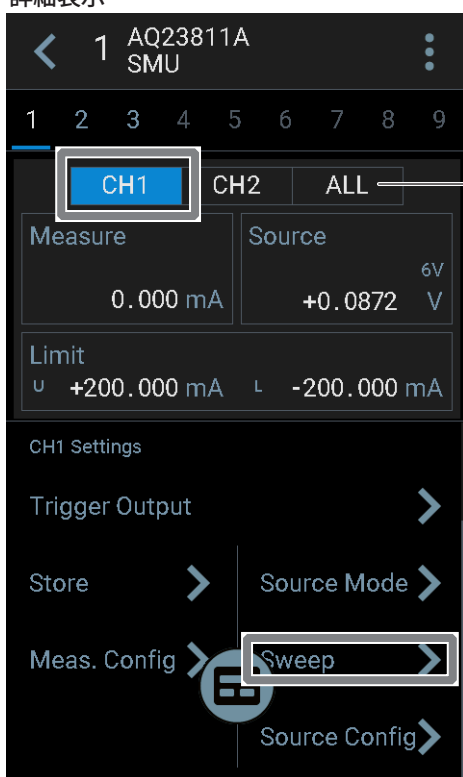 詳細表示
1 AQ23811A
SMU
1 2 3 4 5 6 7 8 9
CH1 CH2 ALL
Measure Source
6V
0.000 mA +0.0872 V
Limit
U +200.000 mA L -200.000 mA
CH1 Settings
Trigger Output
Store Source Mode
Meas. Config Sweep
Source Config